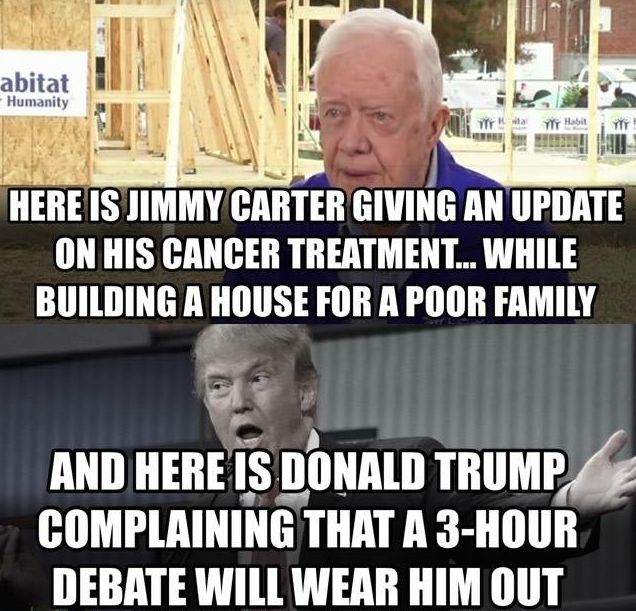 abitat
Humanity
Habitat
HERE IS JIMMY CARTER GIVING AN UPDATE
ON HIS CANCER TREATMENT... WHILE
BUILDING A HOUSE FOR A POOR FAMILY
AND HERE IS DONALD TRUMP
COMPLAINING THAT A 3-HOUR
DEBATE WILL WEAR HIM OUT